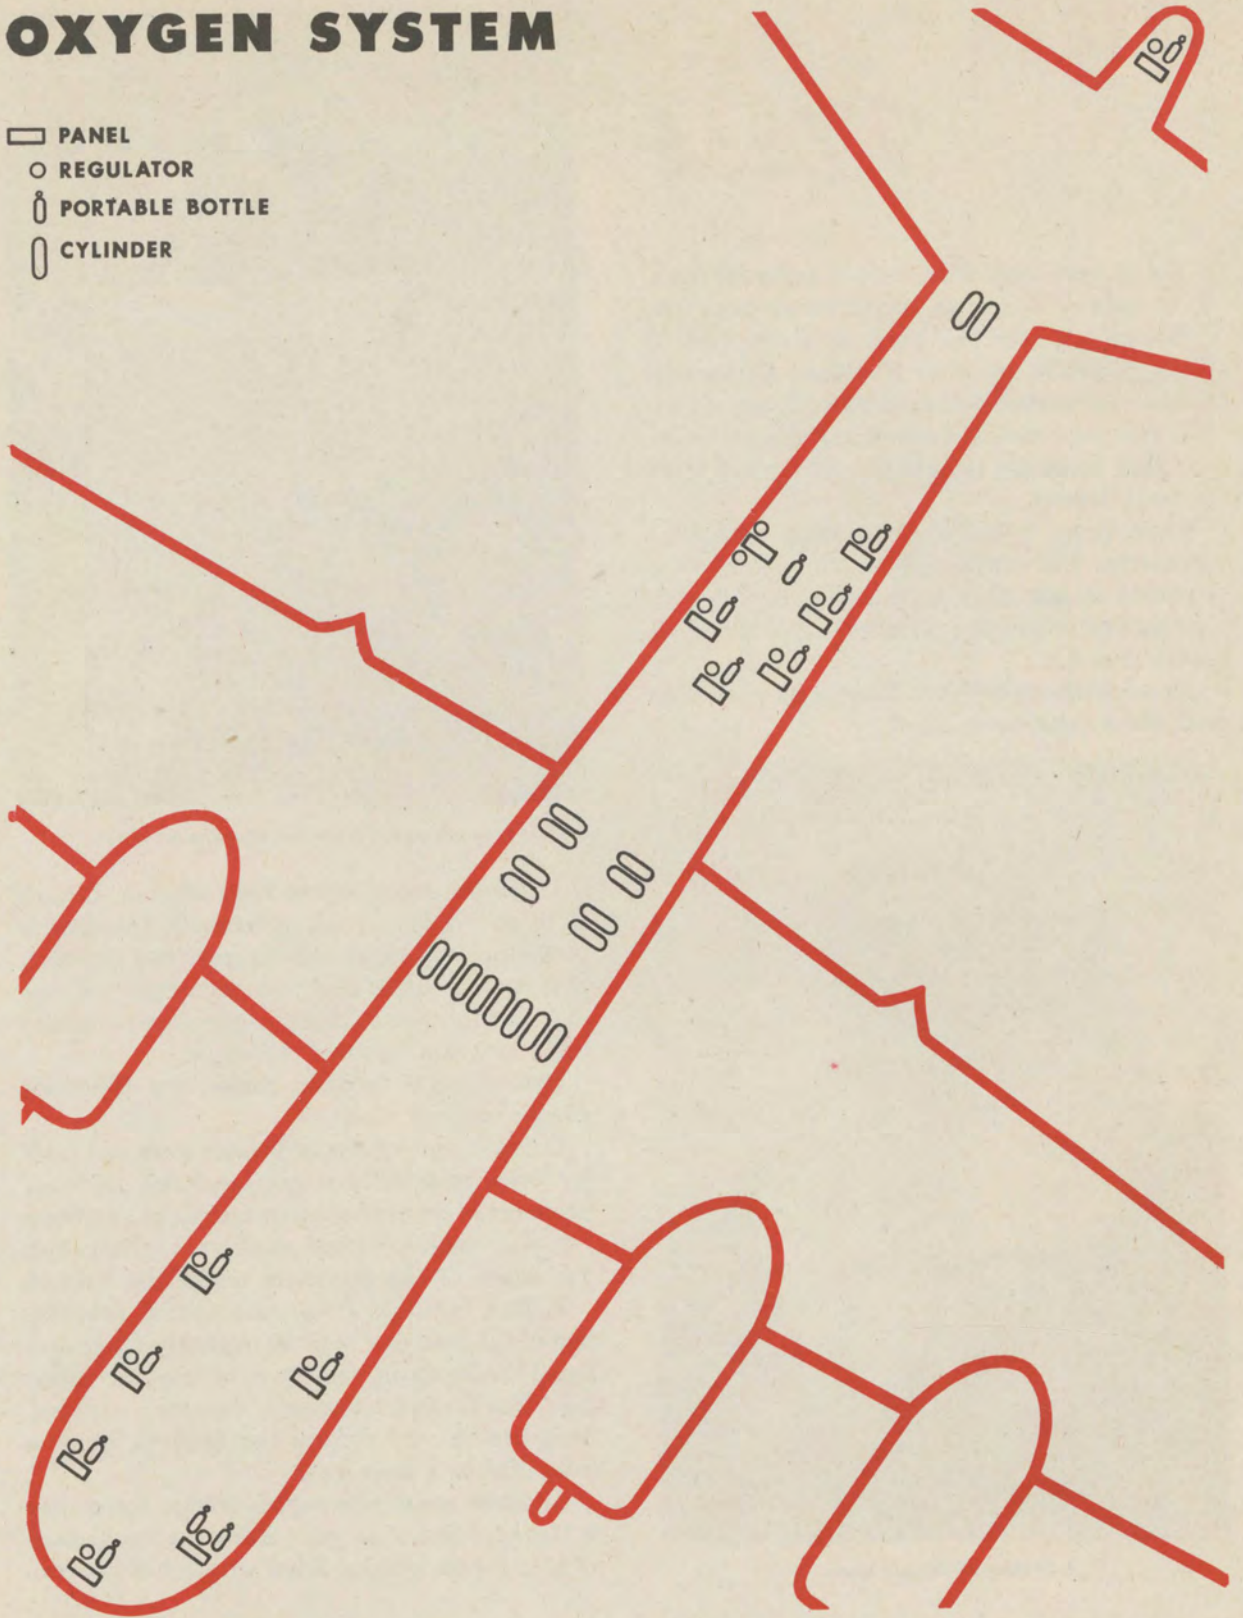 OXYGEN SYSTEM
PANEL
REGULATOR
PORTABLE BOTTLE
CYLINDER